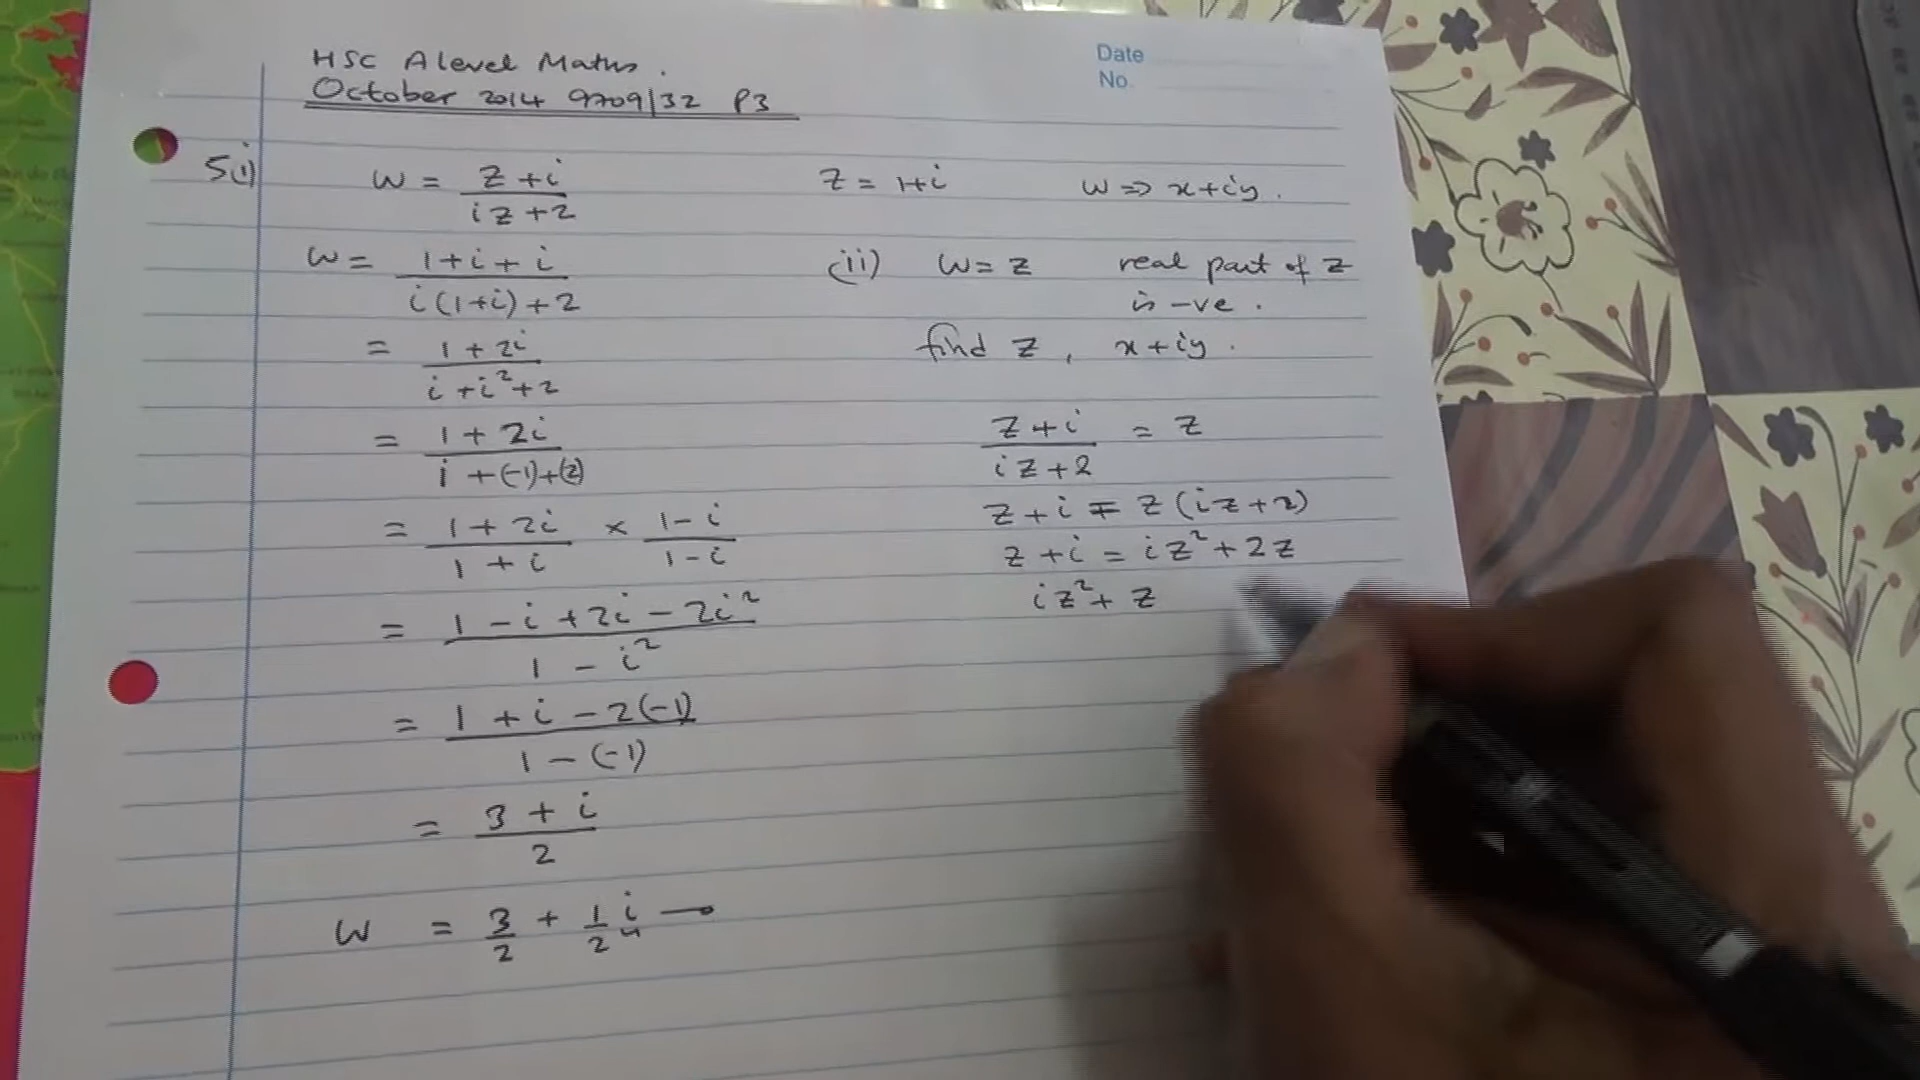 HSC A level Maths.
October 2014 9709/32 P3
Date
No.
5(i) w = (z + i)/(iz + 2)
z = 1+i
w => x+iy.
w = (1 + i + i)/(i(1+i) + 2)
= (1 + 2i)/(i + i² + 2)
= (1 + 2i)/(i + (-1) + (2))
= (1 + 2i)/(1 + i) × (1 - i)/(1 - i)
= (1 - i + 2i - 2i²)/(1 - i²)
= (1 + i - 2(-1))/(1 - (-1))
= (3 + i)/2
w = 3/2 + 1/2 i
(ii) w = z real part of z
is -ve.
find z, x+iy.
(z + i)/(iz + 2) = z
z + i = z(iz+2)
z + i = iz² + 2z
iz² + z